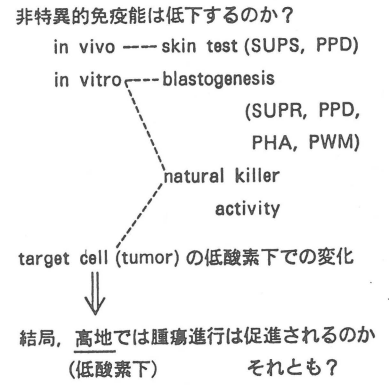 非特異的免疫能は低下するのか？
in vivo ---- skin test (SUPS, PPD)
in vitro ---- blastogenesis
(SUPR, PPD,
PHA, PWM)
natural killer
activity
target cell (tumor) の低酸素下での変化
結局，高地では腫瘍進行は促進されるのか
(低酸素下) それとも？